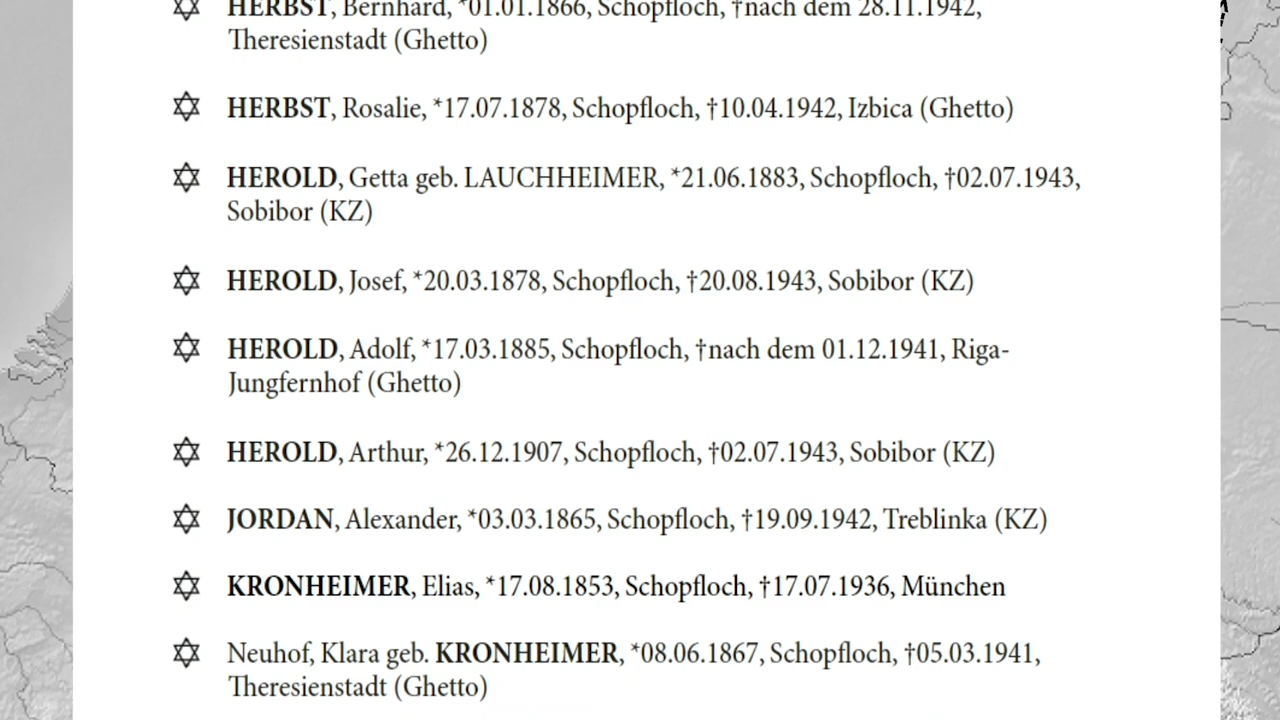 HERBST, Bernhard, *01.01.1866, Schopfloch, †nach dem 28.11.1942,
Theresienstadt (Ghetto)
HERBST, Rosalie, *17.07.1878, Schopfloch, †10.04.1942, Izbica (Ghetto)
HEROLD, Getta geb. LAUCHHEIMER, *21.06.1883, Schopfloch, †02.07.1943,
Sobibor (KZ)
HEROLD, Josef, *20.03.1878, Schopfloch, †20.08.1943, Sobibor (KZ)
HEROLD, Adolf, *17.03.1885, Schopfloch, †nach dem 01.12.1941, Riga-
Jungfernhof (Ghetto)
HEROLD, Arthur, *26.12.1907, Schopfloch, †02.07.1943, Sobibor (KZ)
JORDAN, Alexander, *03.03.1865, Schopfloch, †19.09.1942, Treblinka (KZ)
KRONHEIMER, Elias, *17.08.1853, Schopfloch, †17.07.1936, München
Neuhof, Klara geb. KRONHEIMER, *08.06.1867, Schopfloch, †05.03.1941,
Theresienstadt (Ghetto)